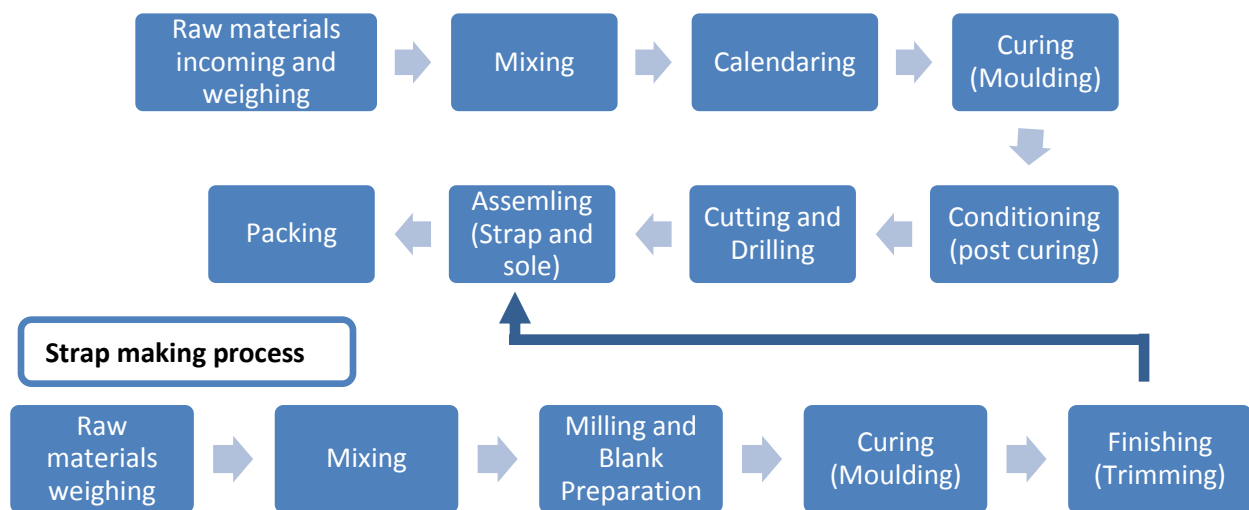 Raw materials
incoming and
weighing
Mixing
Calendaring
Curing
(Moulding)
Packing
Assemling
(Strap and
sole)
Cutting and
Drilling
Conditioning
(post curing)
Strap making process
Raw
materials
weighing
Mixing
Milling and
Blank
Preparation
Curing
(Moulding)
Finishing
(Trimming)